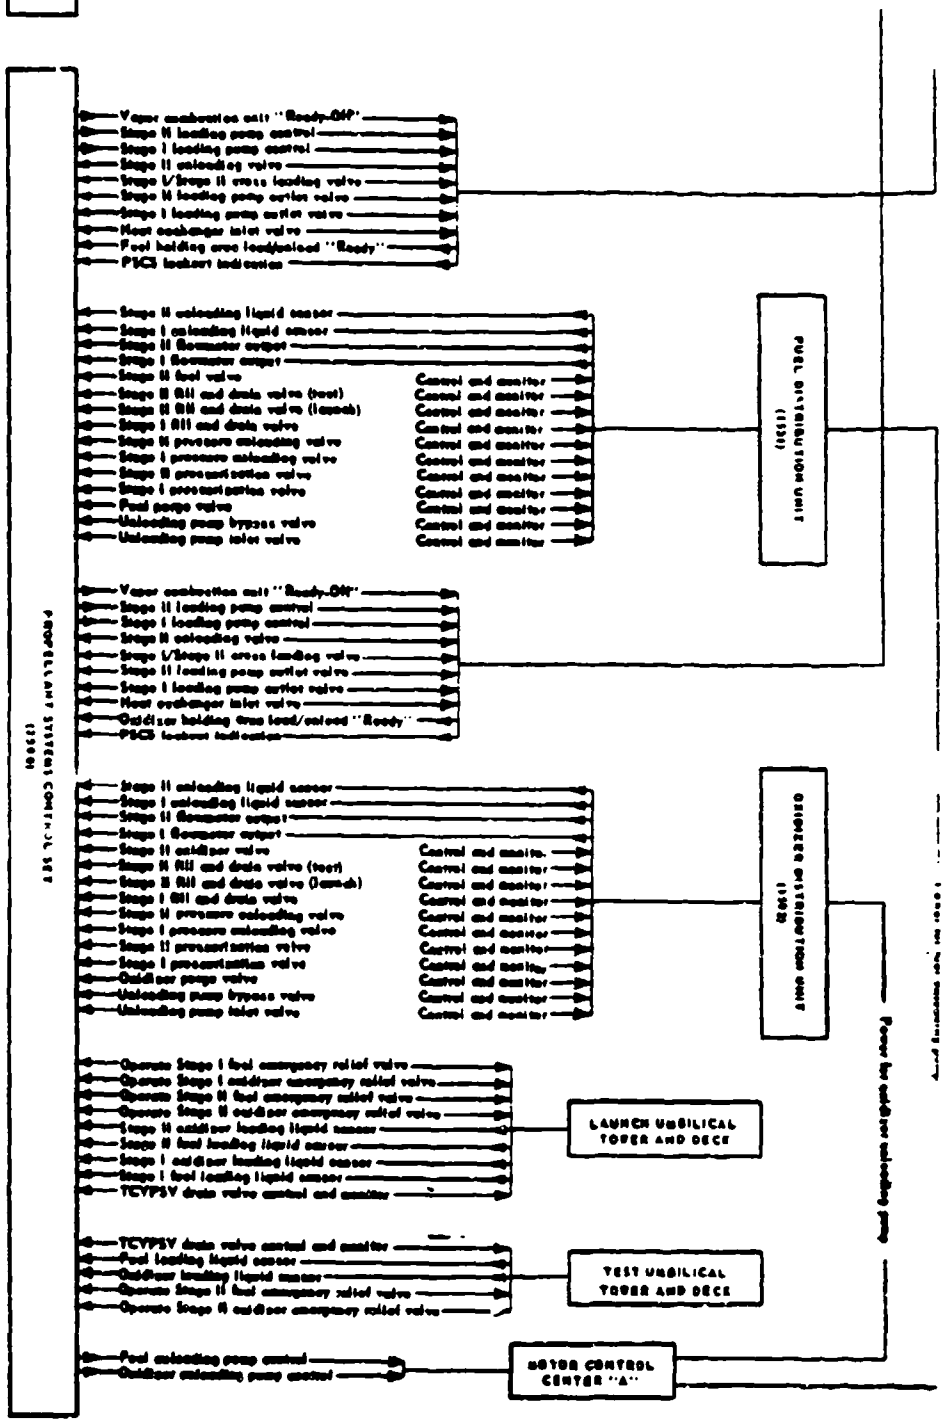 Vapor combustion unit "Ready-Off"
Stage II loading pump control
Stage I loading pump control
Stage II unloading valve
Stage I/Stage II cross loading valve
Stage II loading pump outlet valve
Stage I loading pump outlet valve
Heat exchanger inlet valve
Fuel holding area load/unload "Ready"
PSCS lockout indication
Stage II unloading liquid sensor
Stage I unloading liquid sensor
Stage II flowmeter output
Stage I flowmeter output
Stage II fuel valve Control and monitor
Stage II fill and drain valve (test) Control and monitor
Stage II fill and drain valve (launch) Control and monitor
Stage I fill and drain valve Control and monitor
Stage II pressure unloading valve Control and monitor
Stage I pressure unloading valve Control and monitor
Stage II pressurization valve Control and monitor
Stage I pressurization valve Control and monitor
Fuel purge valve Control and monitor
Unloading pump bypass valve Control and monitor
Unloading pump inlet valve Control and monitor
FUEL DISTRIBUTION UNIT
(1501)
Vapor combustion unit "Ready-Off"
Stage II loading pump control
Stage I loading pump control
Stage II unloading valve
Stage I/Stage II cross loading valve
Stage II loading pump outlet valve
Stage I loading pump outlet valve
Heat exchanger inlet valve
Oxidizer holding area load/unload "Ready"
PSCS lockout indication
PROPELLANT SYSTEMS CONTROL SET
Stage II unloading liquid sensor
Stage I unloading liquid sensor
Stage II flowmeter output
Stage I flowmeter output
Stage II oxidizer valve Control and monitor
Stage II fill and drain valve (test) Control and monitor
Stage II fill and drain valve (launch) Control and monitor
Stage I fill and drain valve Control and monitor
Stage II pressure unloading valve Control and monitor
Stage I pressure unloading valve Control and monitor
Stage II pressurization valve Control and monitor
Stage I pressurization valve Control and monitor
Oxidizer purge valve Control and monitor
Unloading pump bypass valve Control and monitor
Unloading pump inlet valve Control and monitor
OXIDIZER DISTRIBUTION UNIT
(1502)
Power for oxidizer unloading pump
Power for fuel unloading pump
Operate Stage I fuel emergency relief valve
Operate Stage I oxidizer emergency relief valve
Operate Stage II fuel emergency relief valve
Operate Stage II oxidizer emergency relief valve
Stage II oxidizer loading liquid sensor
Stage II fuel loading liquid sensor
Stage I oxidizer loading liquid sensor
Stage I fuel loading liquid sensor
TCVPSV drain valve control and monitor
LAUNCH UMBILICAL
TOWER AND DECK
TCVPSV drain valve control and monitor
Fuel loading liquid sensor
Oxidizer loading liquid sensor
Operate Stage II fuel emergency relief valve
Operate Stage II oxidizer emergency relief valve
TEST UMBILICAL
TOWER AND DECK
Fuel unloading pump control
Oxidizer unloading pump control
MOTOR CONTROL
CENTER "A"